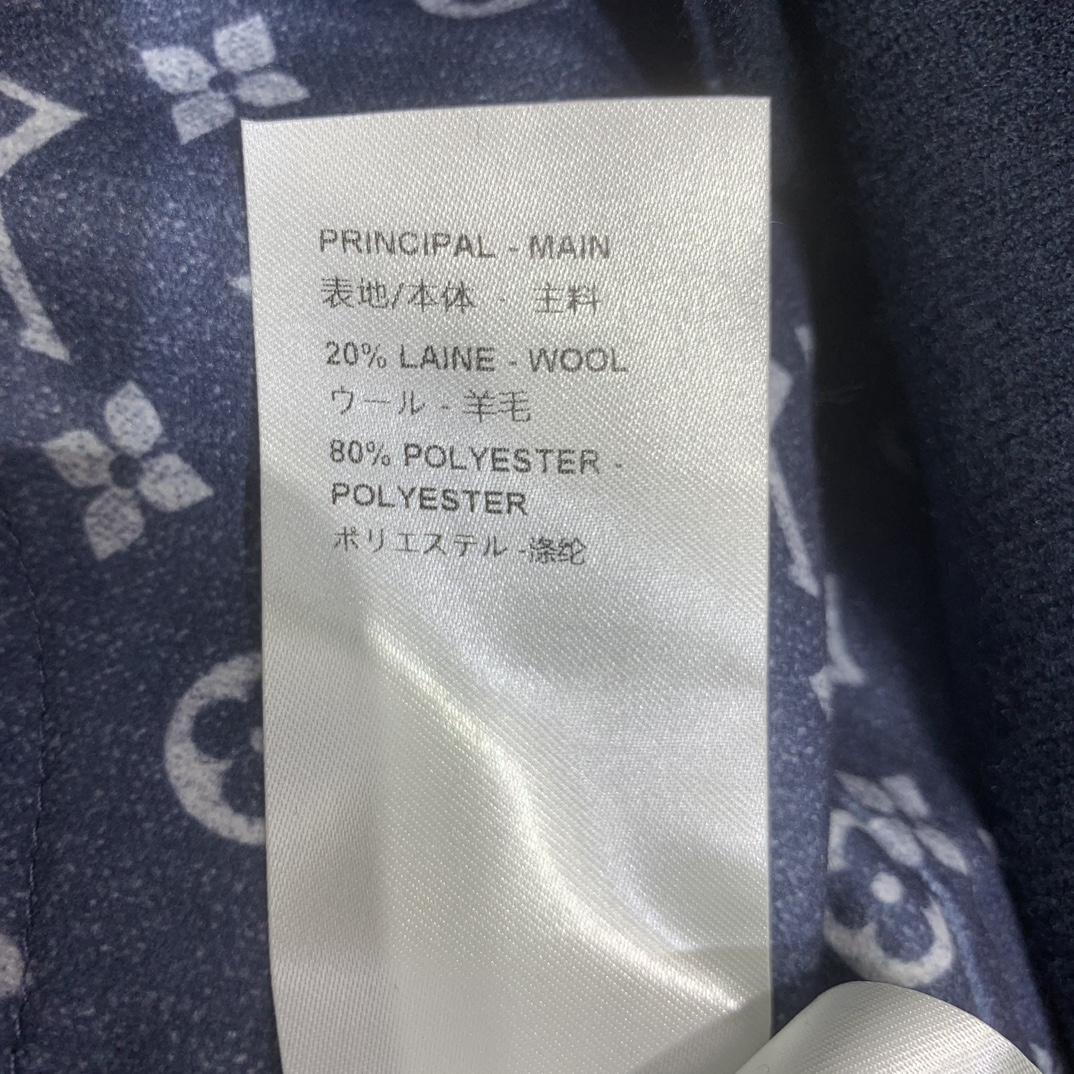 PRINCIPAL - MAIN
表地/本体 - 主料
20% LAINE - WOOL
ウール - 羊毛
80% POLYESTER -
POLYESTER
ポリエステル -涤纶